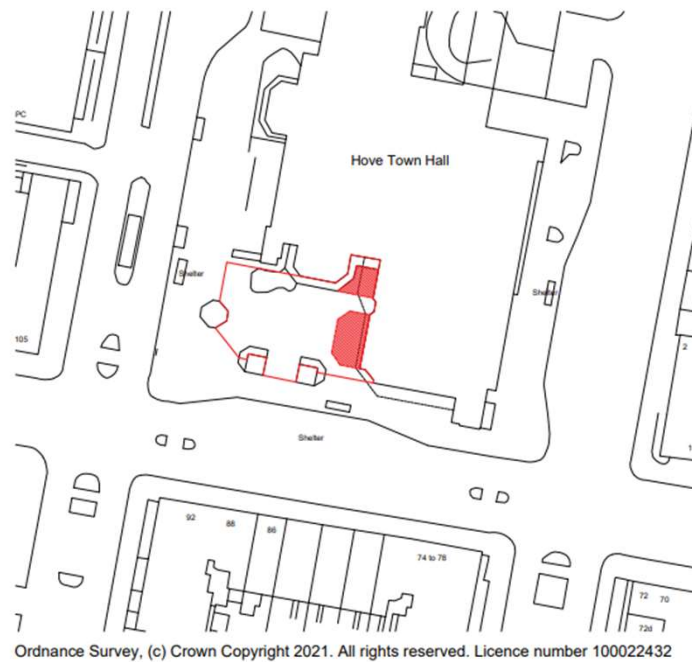 PC
Hove Town Hall
Shelter
Shelter
105
2
1
Shelter
92
88
86
74 to 78
72
70
72d
Ordnance Survey, (c) Crown Copyright 2021. All rights reserved. Licence number 100022432